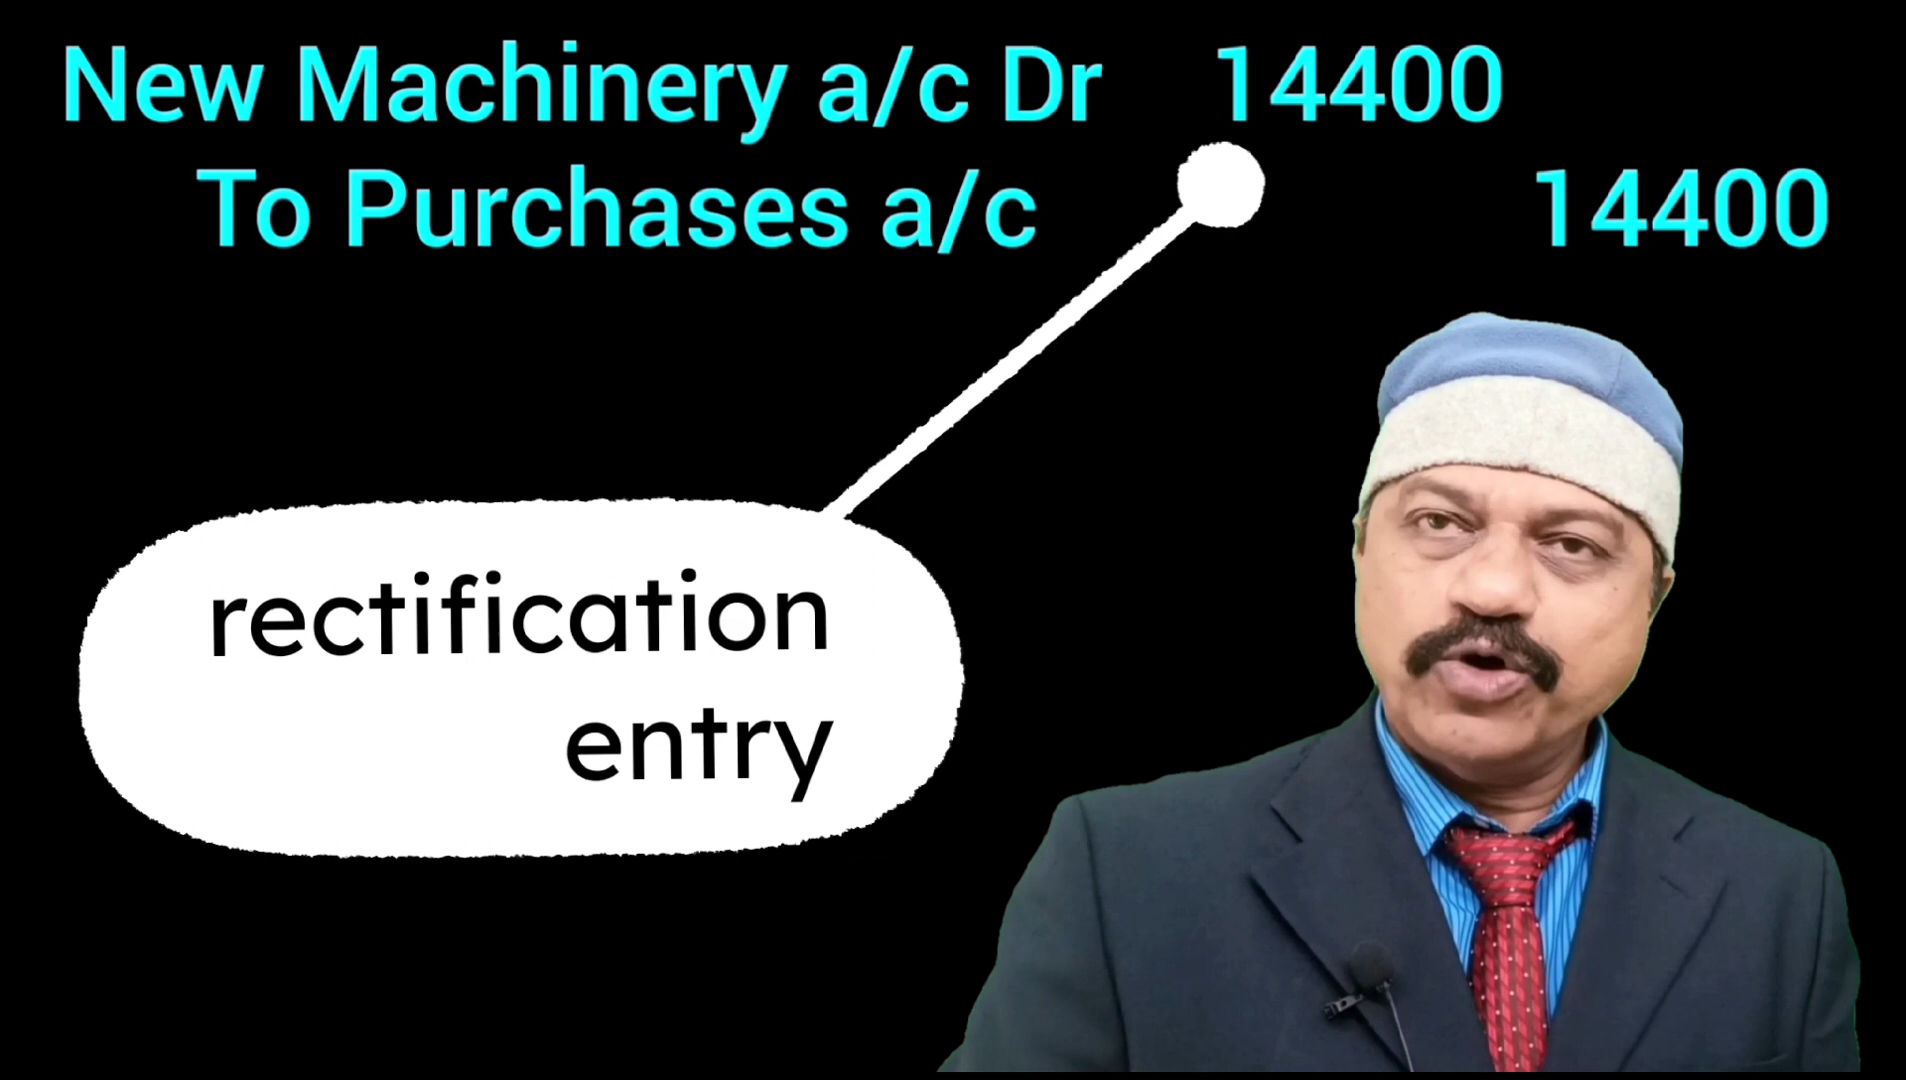 New Machinery a/c Dr 14400
To Purchases a/c 14400
rectification
entry